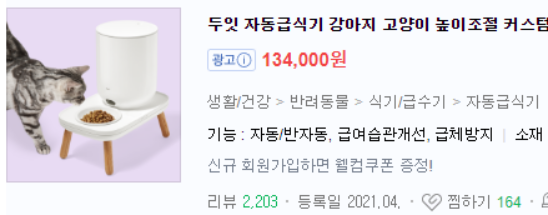 두잇 자동급식기 강아지 고양이 높이조절 커스텀
광고ⓘ 134,000원
생활/건강 > 반려동물 > 식기/급수기 > 자동급식기
기능 : 자동/반자동, 급여습관개선, 급체방지 | 소재
신규 회원가입하면 웰컴쿠폰 증정!
리뷰 2,203 · 등록일 2021.04. · 찜하기 164 ·